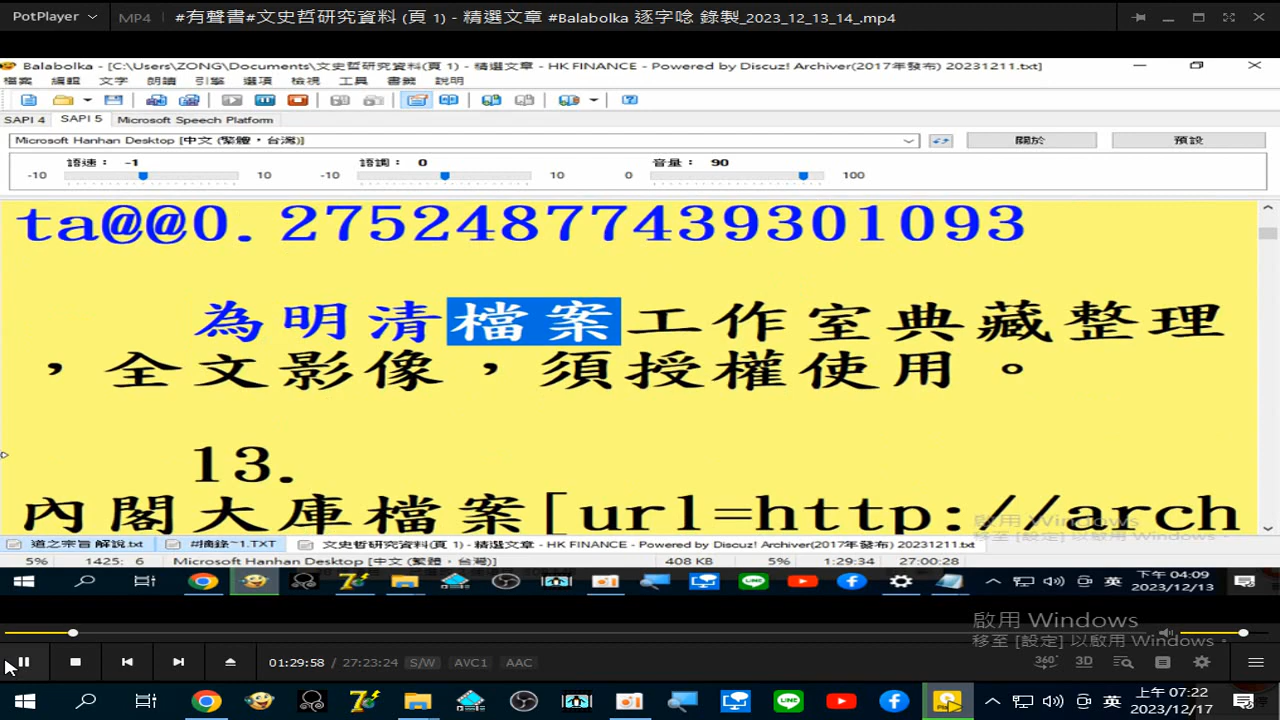 PotPlayer MP4 #有聲書#文史哲研究資料 (頁 1) - 精選文章 #Balabolka 逐字唸 錄製_2023_12_13_14_.mp4
Balabolka - [C:\Users\ZONG\Documents\文史哲研究資料(頁 1) - 精選文章 - HK FINANCE - Powered by Discuz! Archiver(2017年發布) 20231211.txt]
檔案 編輯 文字 朗讀 引擎 選項 檢視 工具 書籤 說明
SAPI 4 SAPI 5 Microsoft Speech Platform
Microsoft Hanhan Desktop [中文 (繁體，台灣)] 關於 預設
語速： -1 語調： 0 音量： 90
-10 10 -10 10 0 100
ta@@0.27524877439301093
為明清檔案工作室典藏整理
，全文影像，須授權使用。
13.
內閣大庫檔案[url=http://arch
啟用 Windows
移至 [設定] 以啟用 Windows。
道之宗旨 解說.txt #摘錄~1.TXT 文史哲研究資料(頁 1) - 精選文章 - HK FINANCE - Powered by Discuz! Archiver(2017年發布) 20231211.txt
5% 1425: 6 Microsoft Hanhan Desktop [中文 (繁體，台灣)] 408 KB 5% 1:29:34 27:00:28
英 下午 04:09
2023/12/13
啟用 Windows
移至 [設定] 以啟用 Windows。
01:29:58 / 27:23:24 S/W AVC1 AAC 360° 3D
英 上午 07:22
2023/12/17